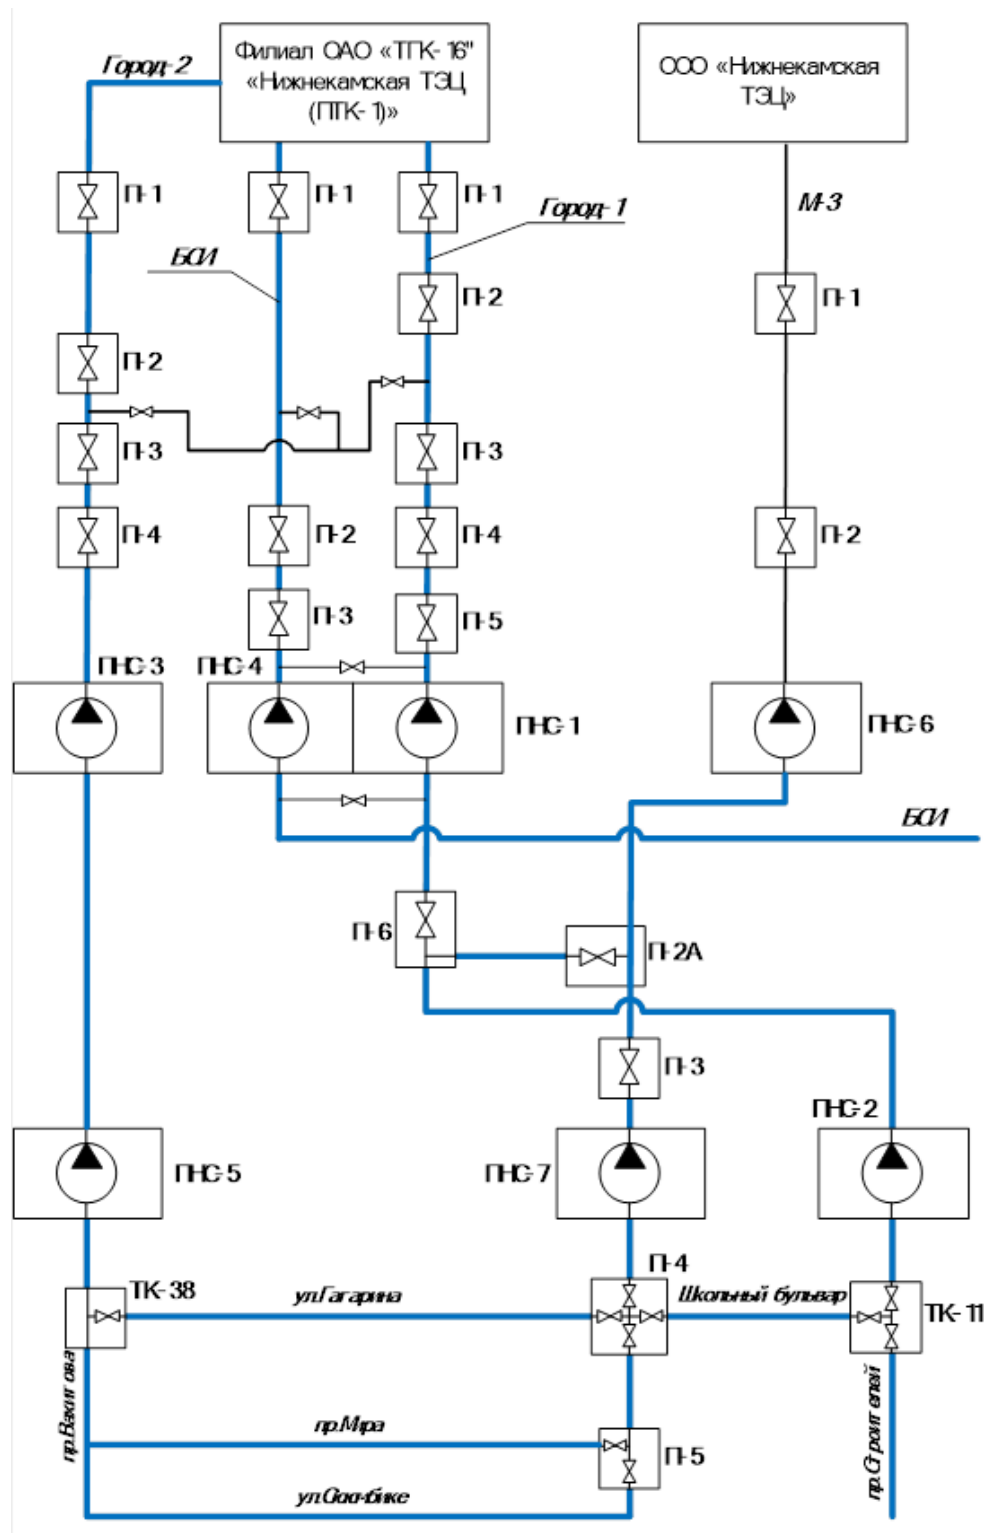 Город-2
Филиал ОАО «ТГК-16"
«Нижнекамская ТЭЦ
(ПТК-1)»
ООО «Нижнекамская
ТЭЦ»
П-1
П-1
П-1
Город-1
М-3
БСИ
П-2
П-1
П-2
П-3
П-3
П-4
П-2
П-4
П-2
П-3
П-5
ПНС-3
ПНС-4
ПНС-1
ПНС-6
БСИ
П-6
П-2А
П-3
ПНС-2
ПНС-5
ПНС-7
П-4
ТК-38
ул.Гагарина
Школьный бульвар
ТК-11
пр.Вахитова
пр.Мира
П-5
пр.Строителей
ул.Сююмбике